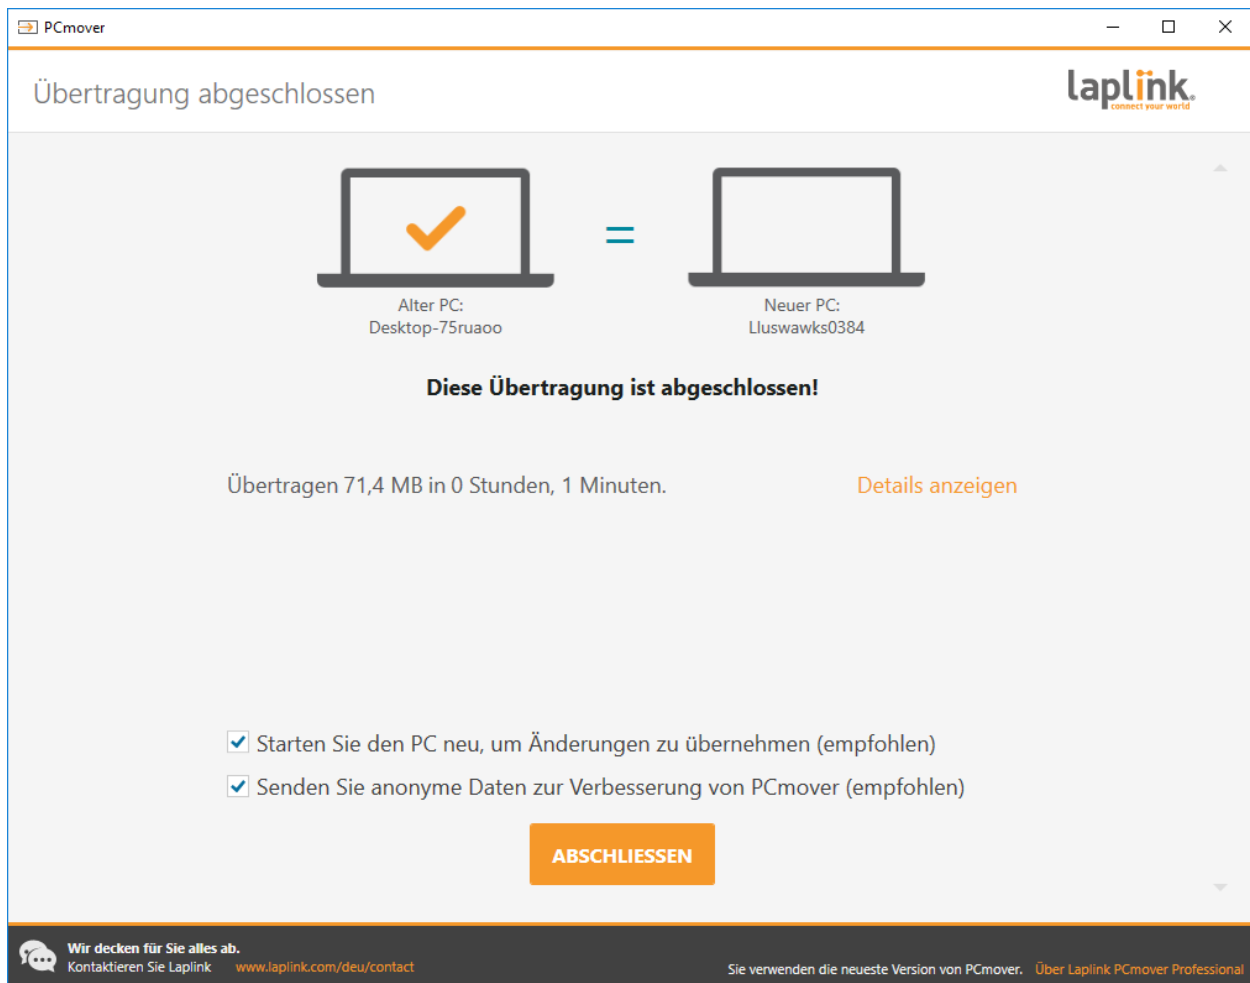 PCmover
Übertragung abgeschlossen
laplink.
connect your world
Alter PC:
Desktop-75ruaoo
=
Neuer PC:
Lluswawks0384
Diese Übertragung ist abgeschlossen!
Übertragen 71,4 MB in 0 Stunden, 1 Minuten.
Details anzeigen
Starten Sie den PC neu, um Änderungen zu übernehmen (empfohlen)
Senden Sie anonyme Daten zur Verbesserung von PCmover (empfohlen)
ABSCHLIESSEN
Wir decken für Sie alles ab.
Kontaktieren Sie Laplink www.laplink.com/deu/contact
Sie verwenden die neueste Version von PCmover. Über Laplink PCmover Professional